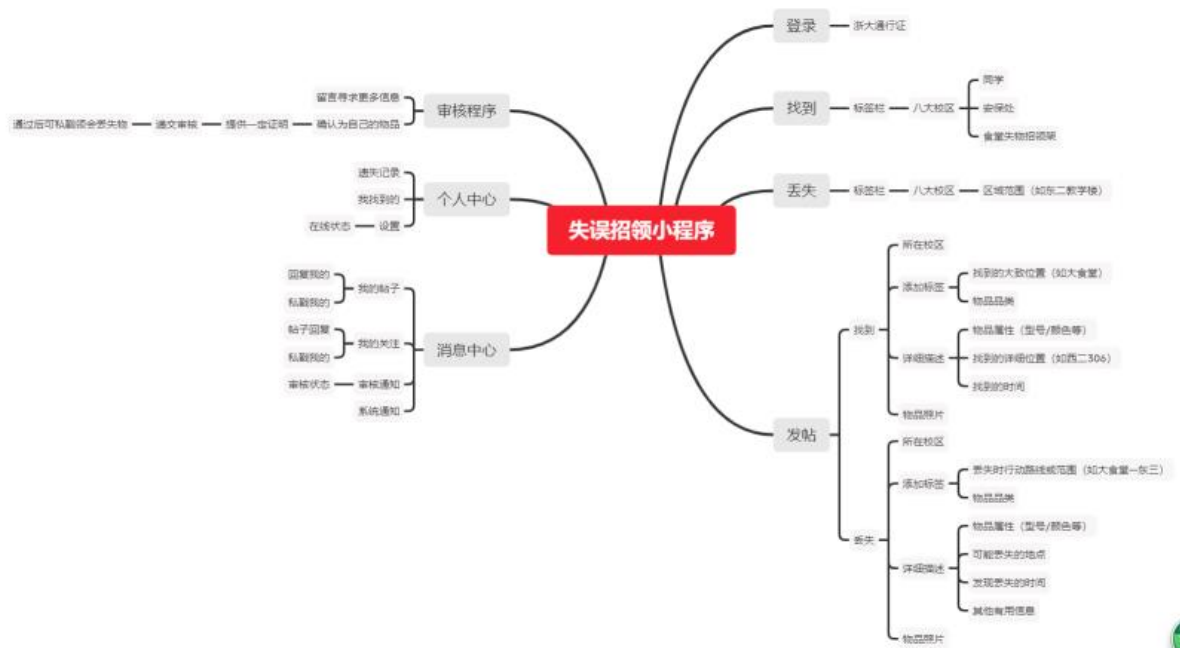 失误招领小程序
登录
浙大通行证
找到
标签栏
八大校区
同学
安保处
食堂失物招领架
丢失
标签栏
八大校区
区域范围（如东二教学楼）
发帖
找到
所在校区
添加标签
找到的大致位置（如大食堂）
物品品类
详细描述
物品属性（型号/颜色等）
找到的详细位置（如西二306）
找到的时间
物品照片
丢失
所在校区
添加标签
丢失时行动路线或范围（如大食堂—东三）
物品品类
详细描述
物品属性（型号/颜色等）
可能丢失的地点
发现丢失的时间
其他有用信息
物品照片
审核程序
留言寻求更多信息
确认为自己的物品
提供一定证明
递交审核
通过后可私戳领会丢失物
个人中心
遗失记录
我找到的
设置
在线状态
消息中心
我的帖子
回复我的
私戳我的
我的关注
帖子回复
私戳我的
审核通知
审核状态
系统通知